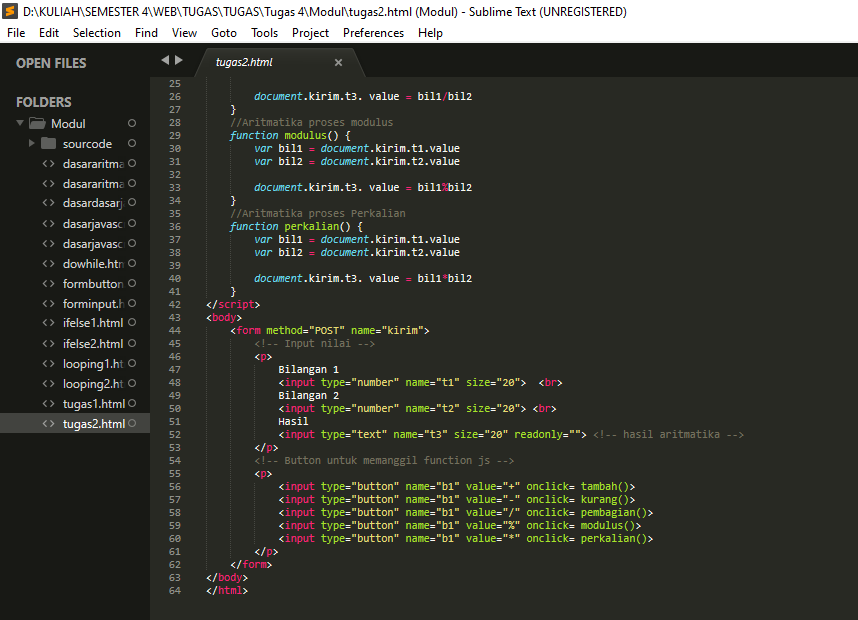 D:\KULIAH\SEMESTER 4\WEB\TUGAS\TUGAS\Tugas 4\Modul\tugas2.html (Modul) - Sublime Text (UNREGISTERED)
File Edit Selection Find View Goto Tools Project Preferences Help
OPEN FILES
FOLDERS
Modul
sourcode
dasararitma
dasararitma
dasardasarj
dasarjavasc
dasarjavasc
dowhile.htm
formbutton
forminput.h
ifelse1.html
ifelse2.html
looping1.ht
looping2.ht
tugas1.html
tugas2.html
tugas2.html
25
26 document.kirim.t3. value = bil1/bil2
27 }
28 //Aritmatika proses modulus
29 function modulus() {
30 var bil1 = document.kirim.t1.value
31 var bil2 = document.kirim.t2.value
32
33 document.kirim.t3. value = bil1%bil2
34 }
35 //Aritmatika proses Perkalian
36 function perkalian() {
37 var bil1 = document.kirim.t1.value
38 var bil2 = document.kirim.t2.value
39
40 document.kirim.t3. value = bil1*bil2
41 }
42 </script>
43 <body>
44 <form method="POST" name="kirim">
45 <!-- Input nilai -->
46 <p>
47 Bilangan 1
48 <input type="number" name="t1" size="20"> <br>
49 Bilangan 2
50 <input type="number" name="t2" size="20"> <br>
51 Hasil
52 <input type="text" name="t3" size="20" readonly=""> <!-- hasil aritmatika -->
53 </p>
54 <!-- Button untuk memanggil function js -->
55 <p>
56 <input type="button" name="b1" value="+" onclick= tambah()>
57 <input type="button" name="b1" value="-" onclick= kurang()>
58 <input type="button" name="b1" value="/" onclick= pembagian()>
59 <input type="button" name="b1" value="%" onclick= modulus()>
60 <input type="button" name="b1" value="*" onclick= perkalian()>
61 </p>
62 </form>
63 </body>
64 </html>